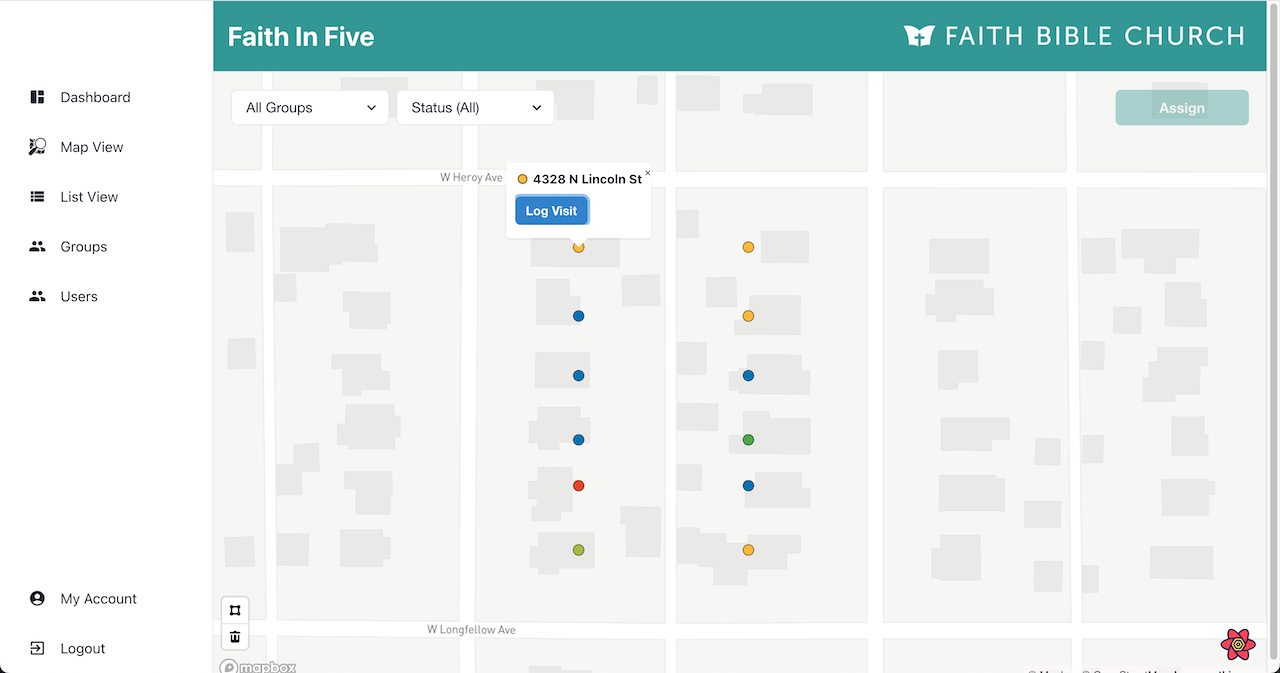 Faith In Five
FAITH BIBLE CHURCH
Dashboard
Map View
List View
Groups
Users
My Account
Logout
All Groups
Status (All)
Assign
W Heroy Ave
4328 N Lincoln St
×
Log Visit
W Longfellow Ave
mapbox